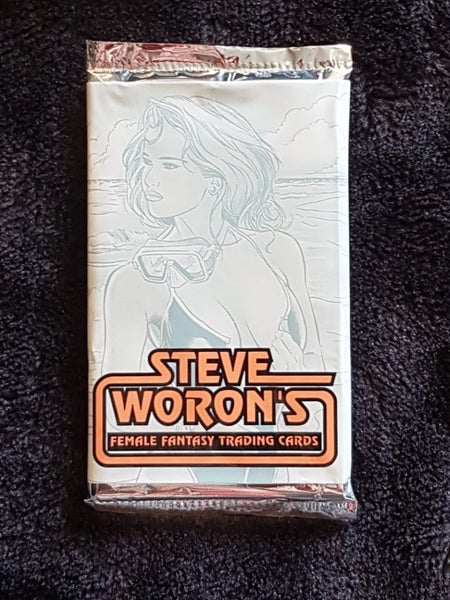 STEVE
WORON'S
FEMALE FANTASY TRADING CARDS